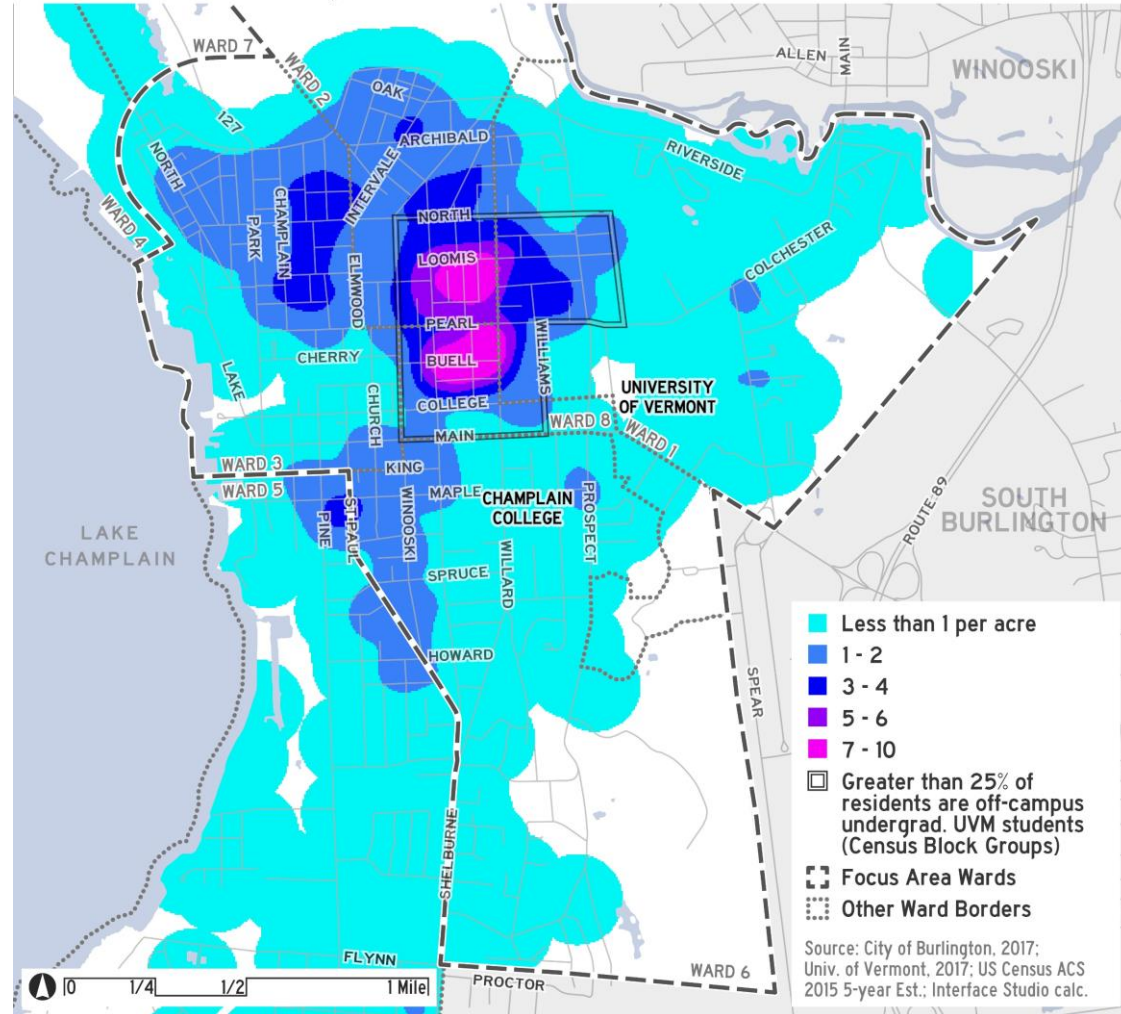 WARD 7
WARD 2
ALLEN
MAIN
WINOOSKI
OAK
127
ARCHIBALD
NORTH
RIVERSIDE
INTERVALE
CHAMPLAIN
PARK
WARD 4
NORTH
LOOMIS
COLCHESTER
ELMWOOD
PEARL
WILLIAMS
CHERRY
BUELL
LAKE
CHURCH
COLLEGE
UNIVERSITY
OF VERMONT
WARD 8
WARD 1
MAIN
WARD 3
WARD 5
KING
MAPLE
WINOOSKI
CHAMPLAIN
COLLEGE
PROSPECT
ROUTE 89
SOUTH
BURLINGTON
LAKE
CHAMPLAIN
PINE
ST PAUL
SPRUCE
WILLARD
HOWARD
SPEAR
SHELBURNE
FLYNN
PROCTOR
WARD 6
Less than 1 per acre
1 - 2
3 - 4
5 - 6
7 - 10
Greater than 25% of
residents are off-campus
undergrad. UVM students
(Census Block Groups)
Focus Area Wards
Other Ward Borders
Source: City of Burlington, 2017;
Univ. of Vermont, 2017; US Census ACS
2015 5-year Est.; Interface Studio calc.
0 1/4 1/2 1 Mile